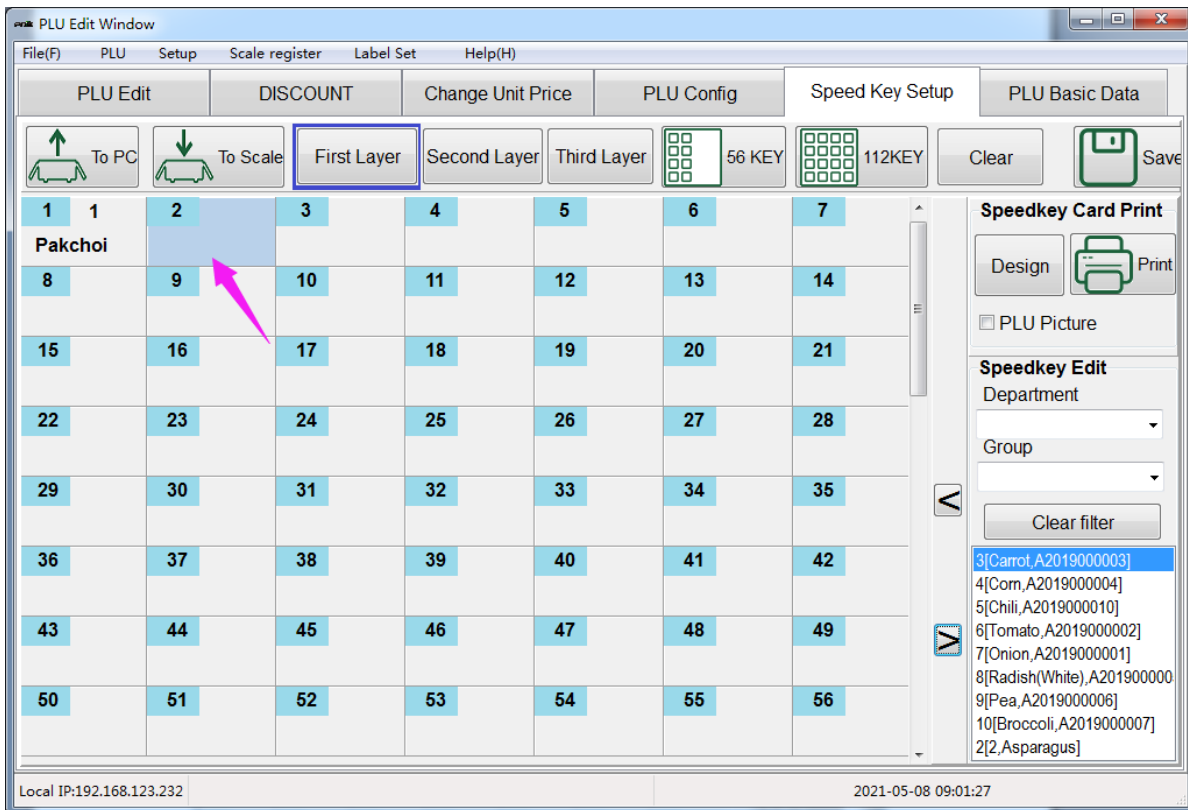 PLU Edit Window
File(F) PLU Setup Scale register Label Set Help(H)
PLU Edit DISCOUNT Change Unit Price PLU Config Speed Key Setup PLU Basic Data
To PC To Scale First Layer Second Layer Third Layer 56 KEY 112KEY Clear Save
1 1 2 3 4 5 6 7
Pakchoi
8 9 10 11 12 13 14
15 16 17 18 19 20 21
22 23 24 25 26 27 28
29 30 31 32 33 34 35
36 37 38 39 40 41 42
43 44 45 46 47 48 49
50 51 52 53 54 55 56
<
>
Speedkey Card Print
Design Print
PLU Picture
Speedkey Edit
Department
Group
Clear filter
3[Carrot,A2019000003]
4[Corn,A2019000004]
5[Chili,A2019000010]
6[Tomato,A2019000002]
7[Onion,A2019000001]
8[Radish(White),A201900000
9[Pea,A2019000006]
10[Broccoli,A2019000007]
2[2,Asparagus]
Local IP:192.168.123.232 2021-05-08 09:01:27